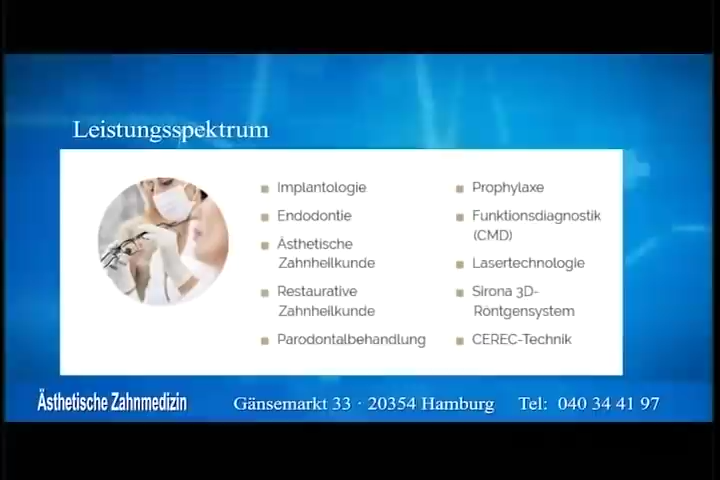 Leistungsspektrum
Implantologie
Endodontie
Ästhetische
Zahnheilkunde
Restaurative
Zahnheilkunde
Parodontalbehandlung
Prophylaxe
Funktionsdiagnostik
(CMD)
Lasertechnologie
Sirona 3D-
Röntgensystem
CEREC-Technik
Ästhetische Zahnmedizin
Gänsemarkt 33 · 20354 Hamburg Tel: 040 34 41 97